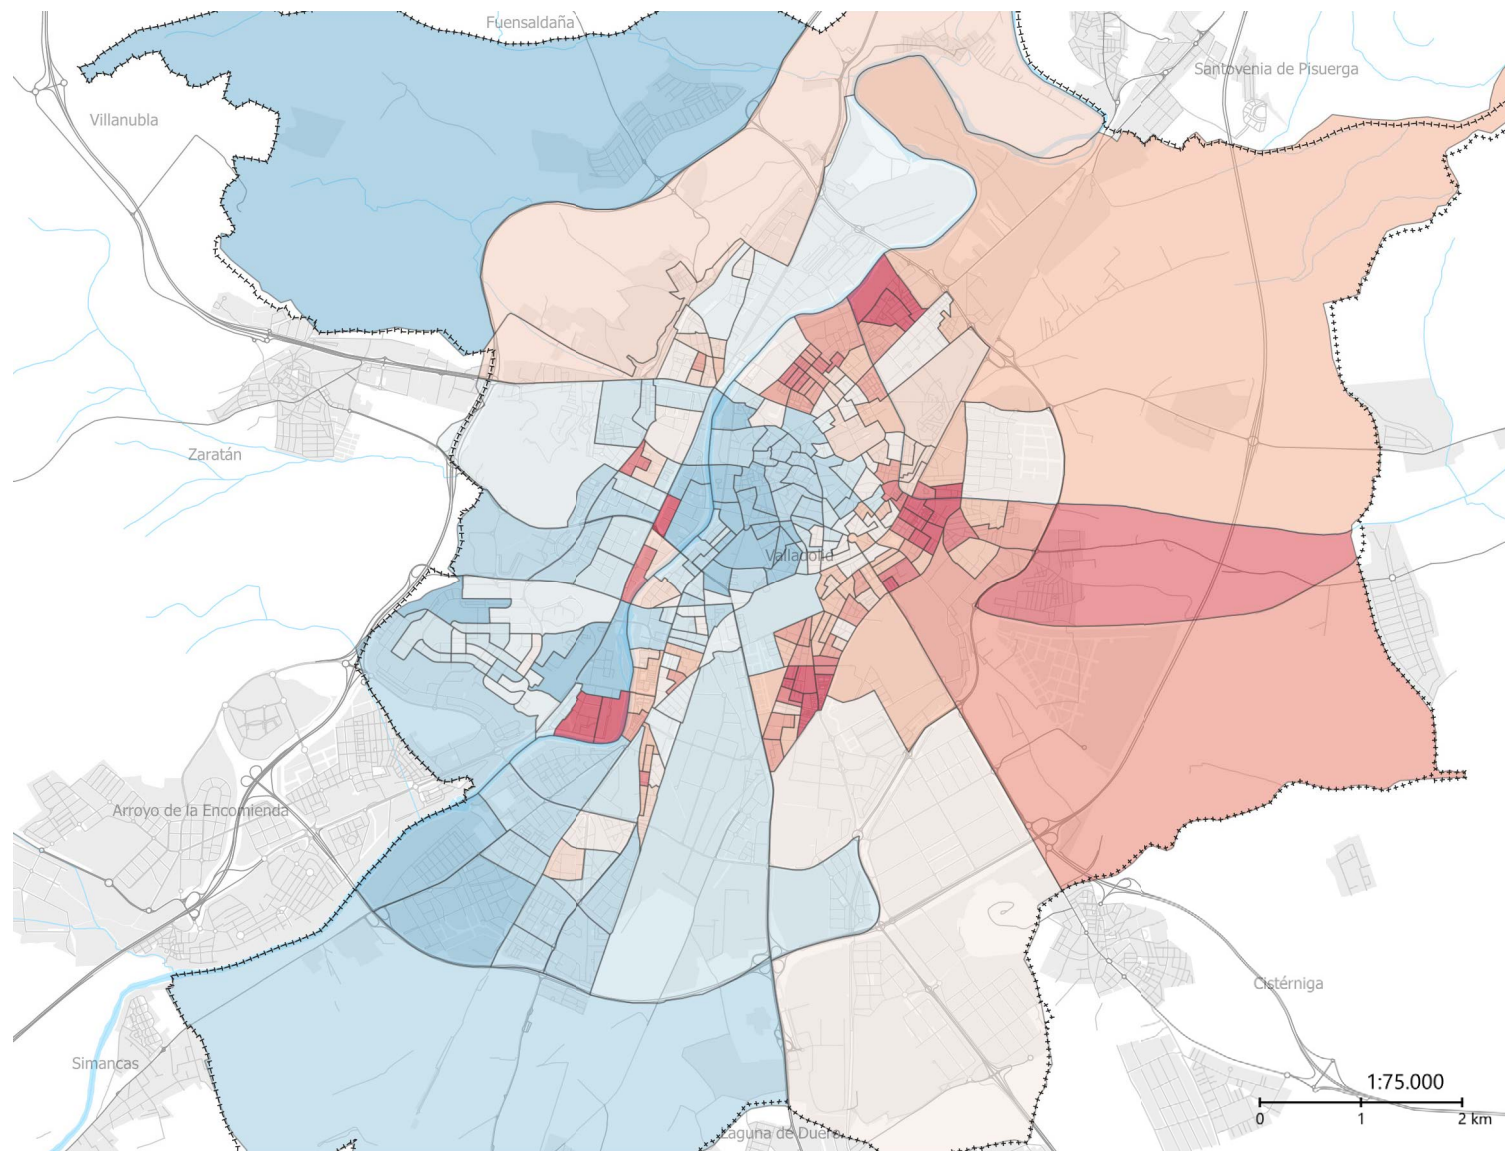 Fuensaldaña
Santovenia de Pisuerga
Villanubla
Zaratán
Valladolid
Arroyo de la Encomienda
Cistérniga
Simancas
Laguna de Duero
1:75.000
0 1 2 km